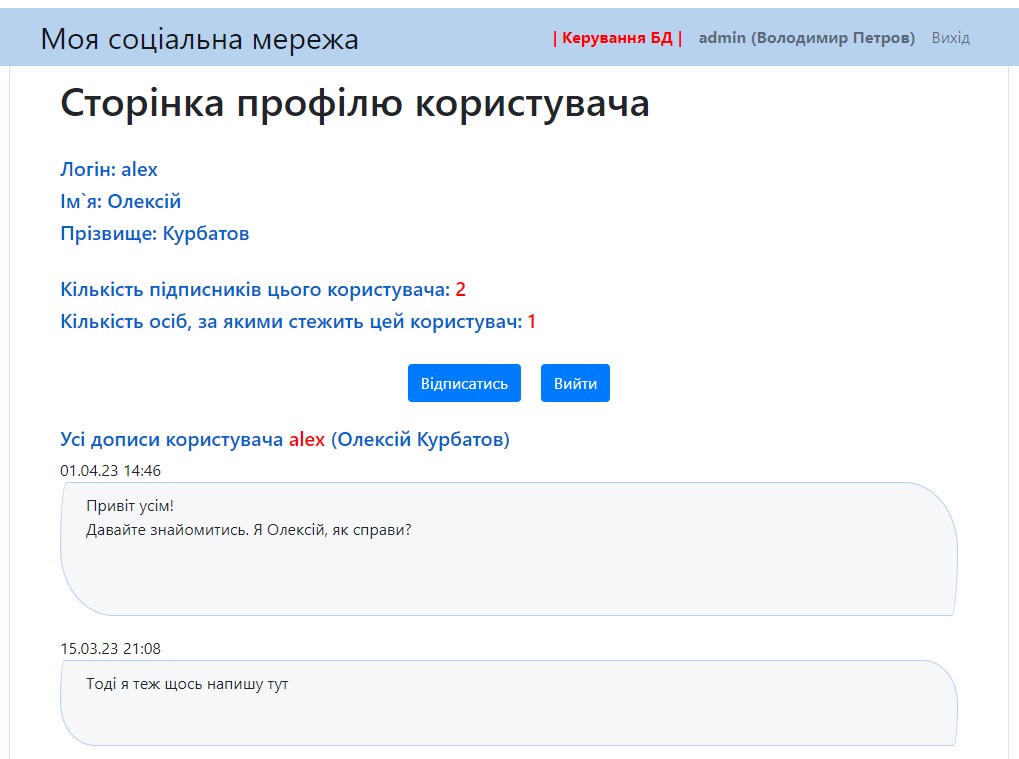 Моя соціальна мережа
| Керування БД | admin (Володимир Петров) Вихід
Сторінка профілю користувача
Логін: alex
Ім`я: Олексій
Прізвище: Курбатов
Кількість підписників цього користувача: 2
Кількість осіб, за якими стежить цей користувач: 1
Відписатись Вийти
Усі дописи користувача alex (Олексій Курбатов)
01.04.23 14:46
Привіт усім!
Давайте знайомитись. Я Олексій, як справи?
15.03.23 21:08
Тоді я теж щось напишу тут